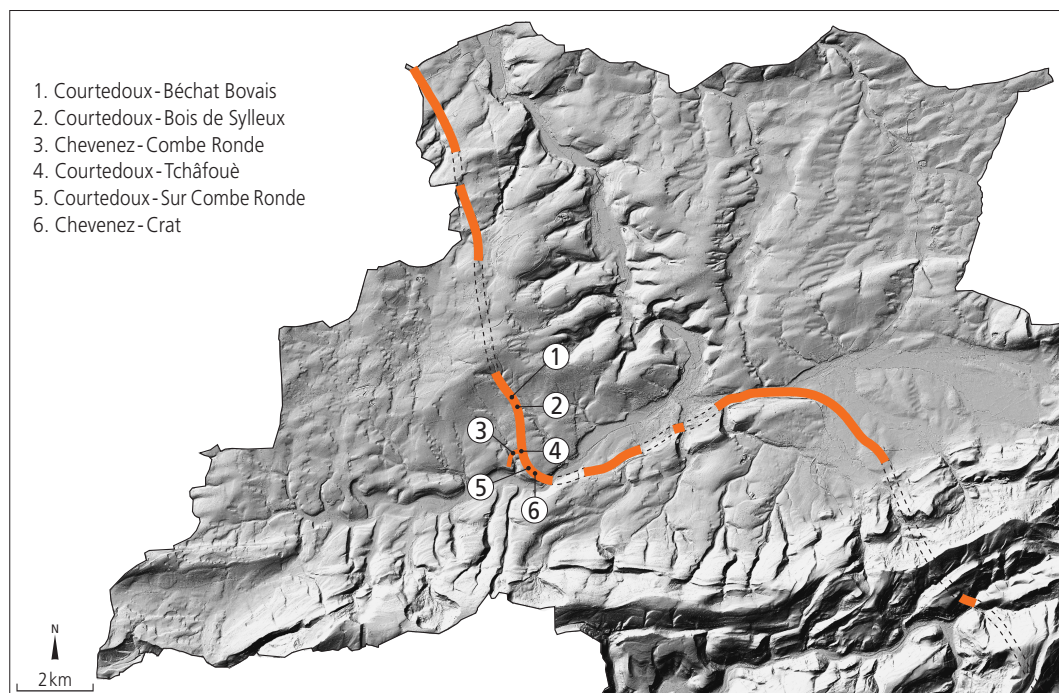 1. Courtedoux-Béchat Bovais
2. Courtedoux-Bois de Sylleux
3. Chevenez-Combe Ronde
4. Courtedoux-Tchâfouè
5. Courtedoux-Sur Combe Ronde
6. Chevenez-Crat
1
2
3
4
5
6
N
2 km